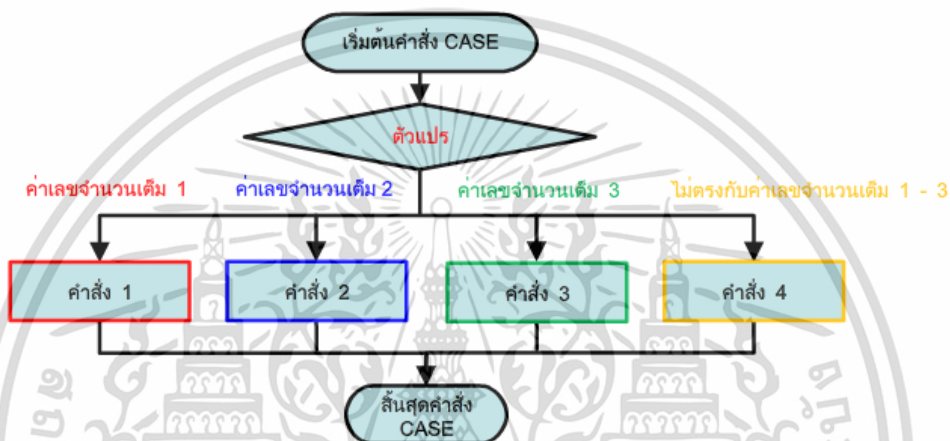 เริ่มต้นคำสั่ง CASE
ตัวแปร
ค่าเลขจำนวนเต็ม 1
ค่าเลขจำนวนเต็ม 2
ค่าเลขจำนวนเต็ม 3
ไม่ตรงกับค่าเลขจำนวนเต็ม 1 - 3
คำสั่ง 1
คำสั่ง 2
คำสั่ง 3
คำสั่ง 4
สิ้นสุดคำสั่ง
CASE